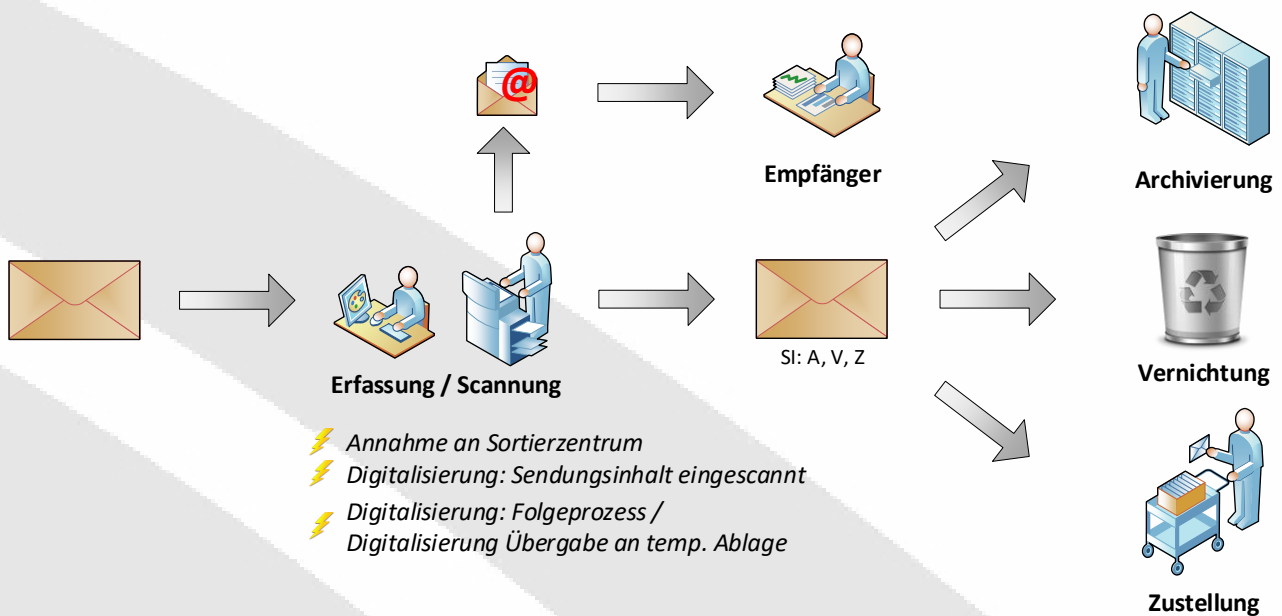 @
Empfänger
Archivierung
SI: A, V, Z
Erfassung / Scannung
Vernichtung
Annahme an Sortierzentrum
Digitalisierung: Sendungsinhalt eingescannt
Digitalisierung: Folgeprozess /
Digitalisierung Übergabe an temp. Ablage
Zustellung